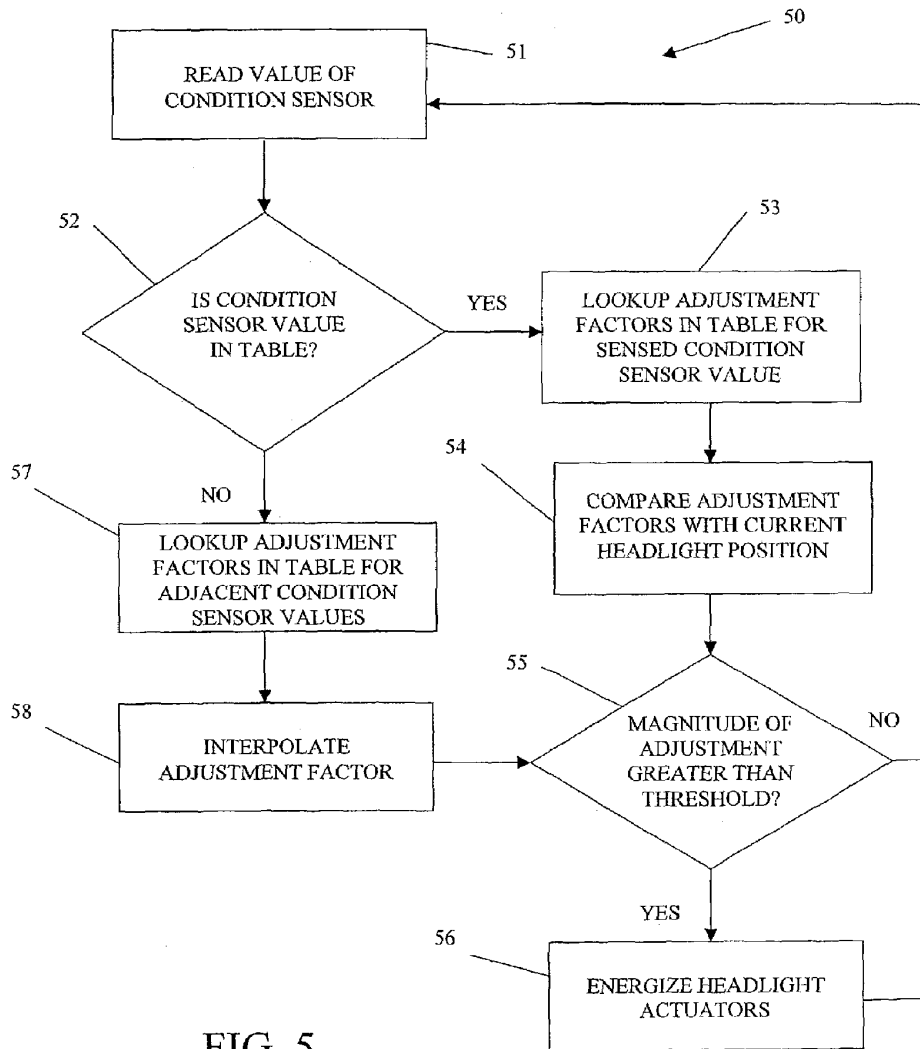 50
51
READ VALUE OF
CONDITION SENSOR
52
IS CONDITION
SENSOR VALUE
IN TABLE?
YES
53
LOOKUP ADJUSTMENT
FACTORS IN TABLE FOR
SENSED CONDITION
SENSOR VALUE
54
COMPARE ADJUSTMENT
FACTORS WITH CURRENT
HEADLIGHT POSITION
57
NO
LOOKUP ADJUSTMENT
FACTORS IN TABLE FOR
ADJACENT CONDITION
SENSOR VALUES
58
INTERPOLATE
ADJUSTMENT FACTOR
55
MAGNITUDE OF
ADJUSTMENT
GREATER THAN
THRESHOLD?
NO
YES
56
ENERGIZE HEADLIGHT
ACTUATORS
FIG. 5